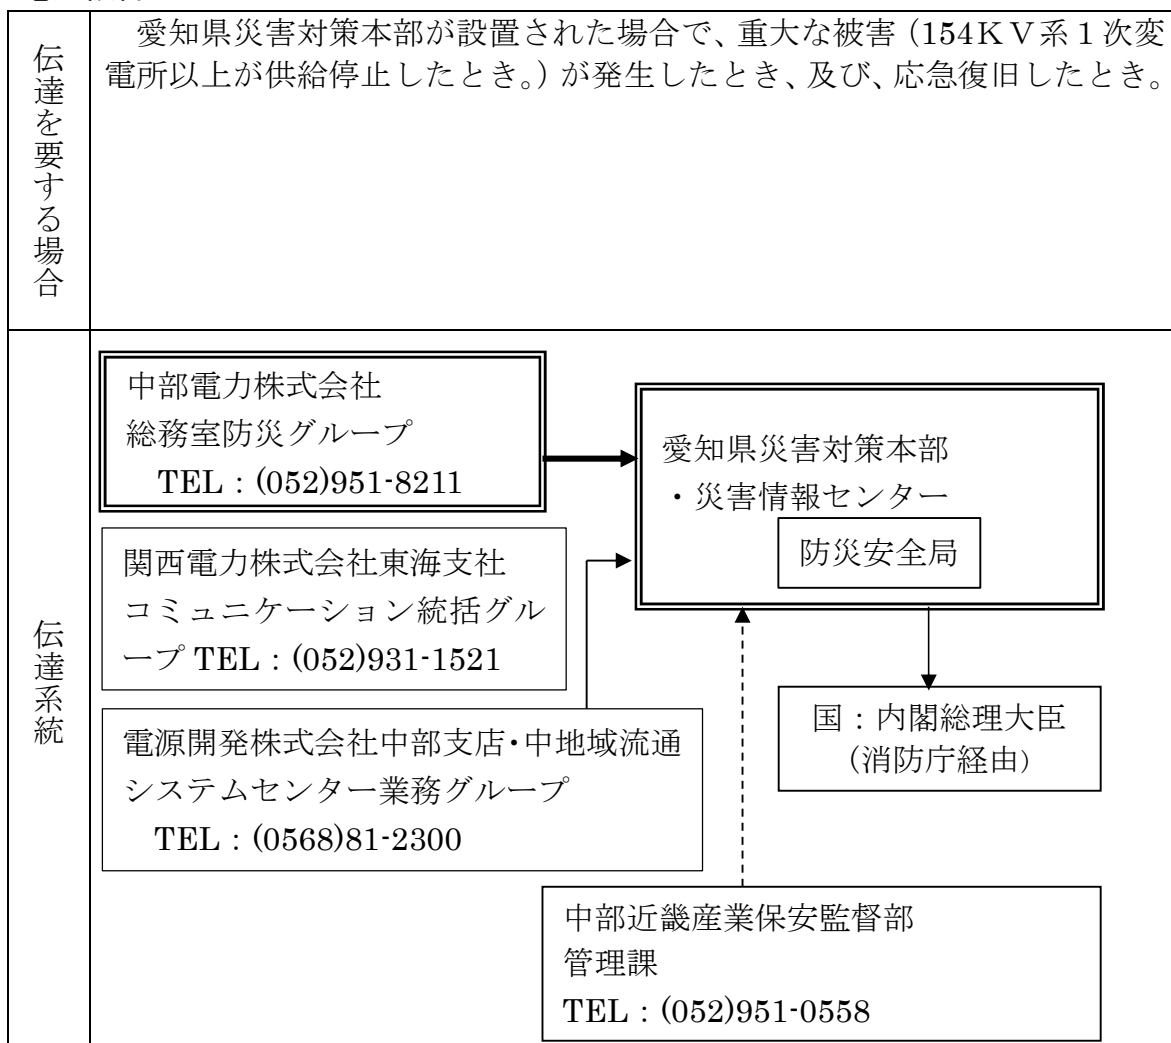 伝達を要する場合
愛知県災害対策本部が設置された場合で、重大な被害（154ＫＶ系１次変
電所以上が供給停止したとき。）が発生したとき、及び、応急復旧したとき。
伝達系統
中部電力株式会社
総務室防災グループ
TEL：(052)951-8211
関西電力株式会社東海支社
コミュニケーション統括グル
ープ TEL：(052)931-1521
電源開発株式会社中部支店・中地域流通
システムセンター業務グループ
TEL：(0568)81-2300
愛知県災害対策本部
・災害情報センター
防災安全局
国：内閣総理大臣
（消防庁経由）
中部近畿産業保安監督部
管理課
TEL：(052)951-0558